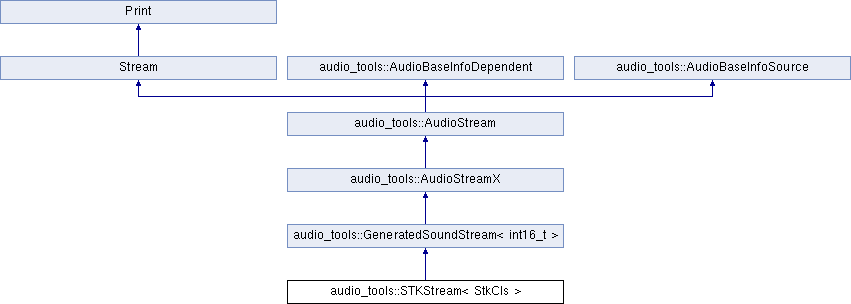 Print
Stream
audio_tools::AudioBaseInfoDependent
audio_tools::AudioBaseInfoSource
audio_tools::AudioStream
audio_tools::AudioStreamX
audio_tools::GeneratedSoundStream< int16_t >
audio_tools::STKStream< StkCls >